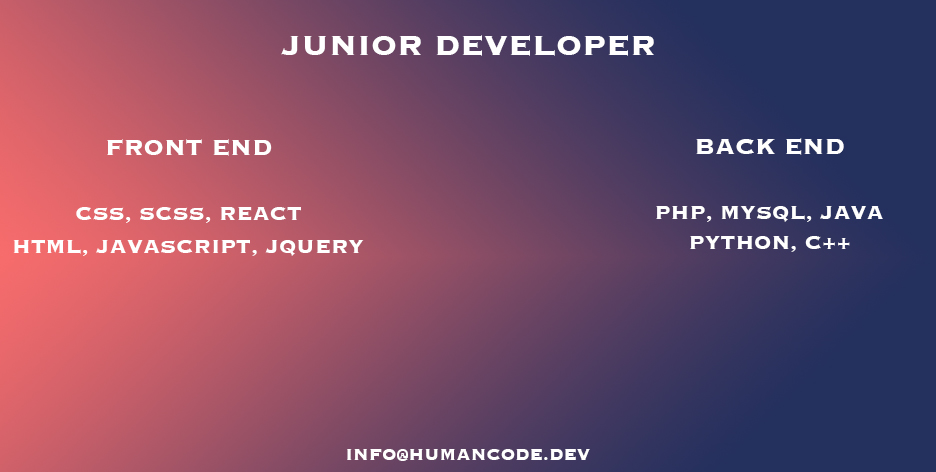 JUNIOR DEVELOPER
FRONT END
CSS, SCSS, REACT
HTML, JAVASCRIPT, JQUERY
BACK END
PHP, MYSQL, JAVA
PYTHON, C++
INFO@HUMANCODE.DEV